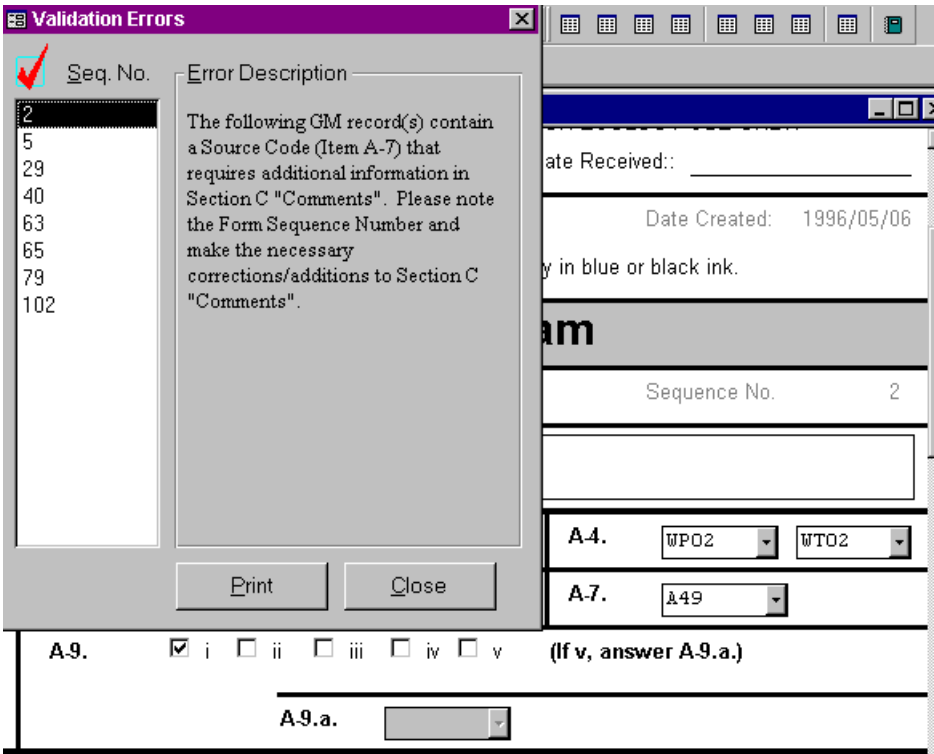 Validation Errors
Seq. No.
2
5
29
40
63
65
79
102
Error Description
The following GM record(s) contain
a Source Code (Item A-7) that
requires additional information in
Section C "Comments". Please note
the Form Sequence Number and
make the necessary
corrections/additions to Section C
"Comments".
Print Close
ate Received::
Date Created: 1996/05/06
y in blue or black ink.
am
Sequence No. 2
A-4. WP02 WT02
A-7. A49
A-9. i ii iii iv v (If v, answer A-9.a.)
A-9.a.